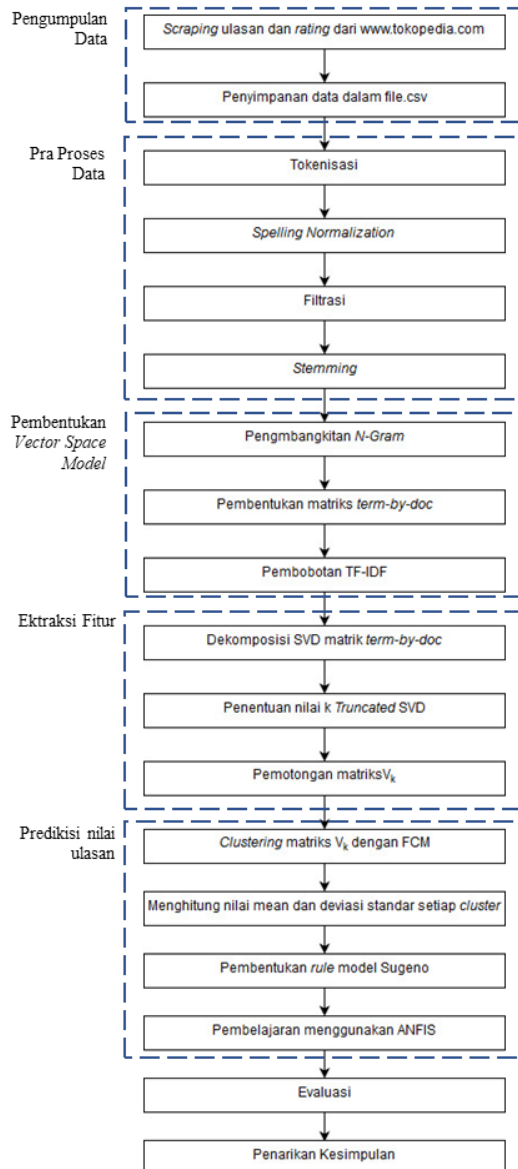 Pengumpulan
Data
Scraping ulasan dan rating dari www.tokopedia.com
Penyimpanan data dalam file.csv
Pra Proses
Data
Tokenisasi
Spelling Normalization
Filtrasi
Stemming
Pembentukan
Vector Space
Model
Pengmbangkitan N-Gram
Pembentukan matriks term-by-doc
Pembobotan TF-IDF
Ektraksi Fitur
Dekomposisi SVD matrik term-by-doc
Penentuan nilai k Truncated SVD
Pemotongan matriksVk
Predikisi nilai
ulasan
Clustering matriks Vk dengan FCM
Menghitung nilai mean dan deviasi standar setiap cluster
Pembentukan rule model Sugeno
Pembelajaran menggunakan ANFIS
Evaluasi
Penarikan Kesimpulan